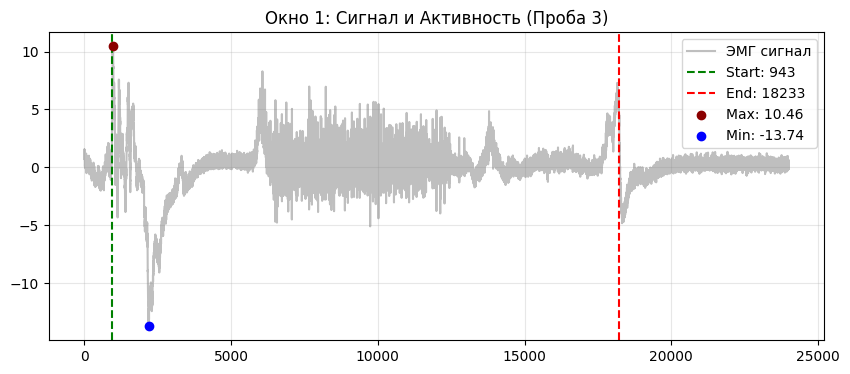 Окно 1: Сигнал и Активность (Проба 3)
10
5
0
−5
−10
0
5000
10000
15000
20000
25000
ЭМГ сигнал
Start: 943
End: 18233
Max: 10.46
Min: -13.74